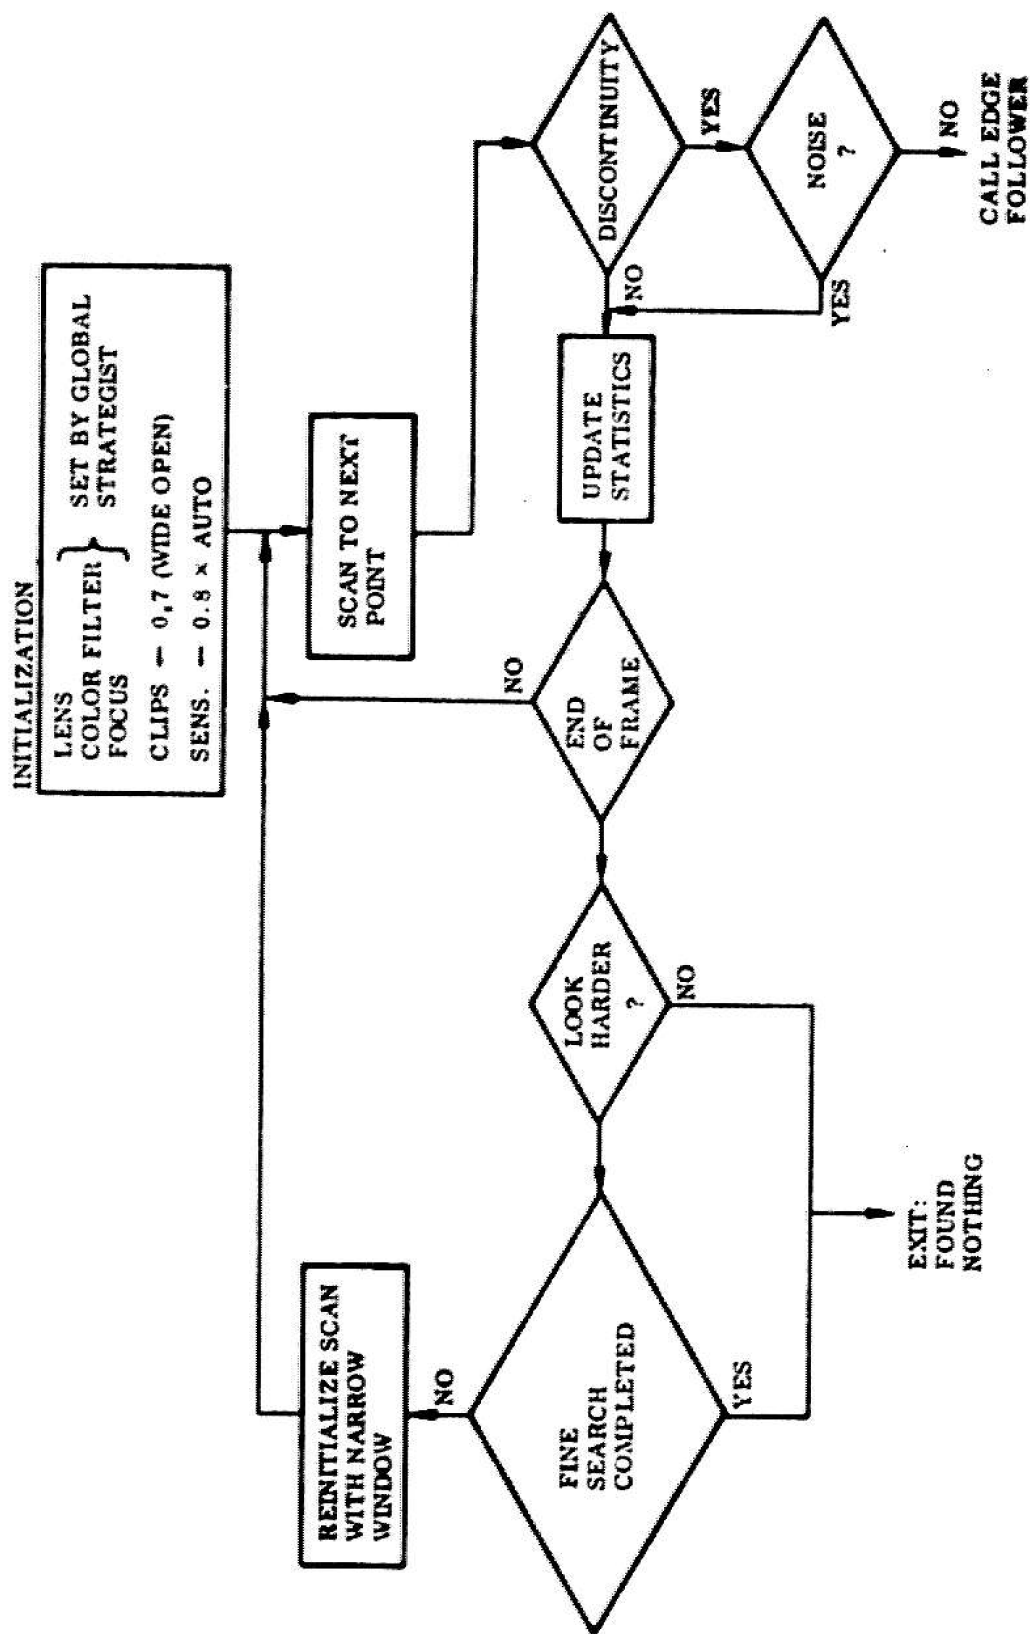 INITIALIZATION
LENS
COLOR FILTER
FOCUS
SET BY GLOBAL
STRATEGIST
CLIPS — 0,7 (WIDE OPEN)
SENS. — 0.8 × AUTO
SCAN TO NEXT
POINT
DISCONTINUITY
YES
NO
NOISE
?
YES
NO
CALL EDGE
FOLLOWER
UPDATE
STATISTICS
END
OF
FRAME
NO
LOOK
HARDER
?
NO
FINE
SEARCH
COMPLETED
NO
YES
REINITIALIZE SCAN
WITH NARROW
WINDOW
EXIT:
FOUND
NOTHING